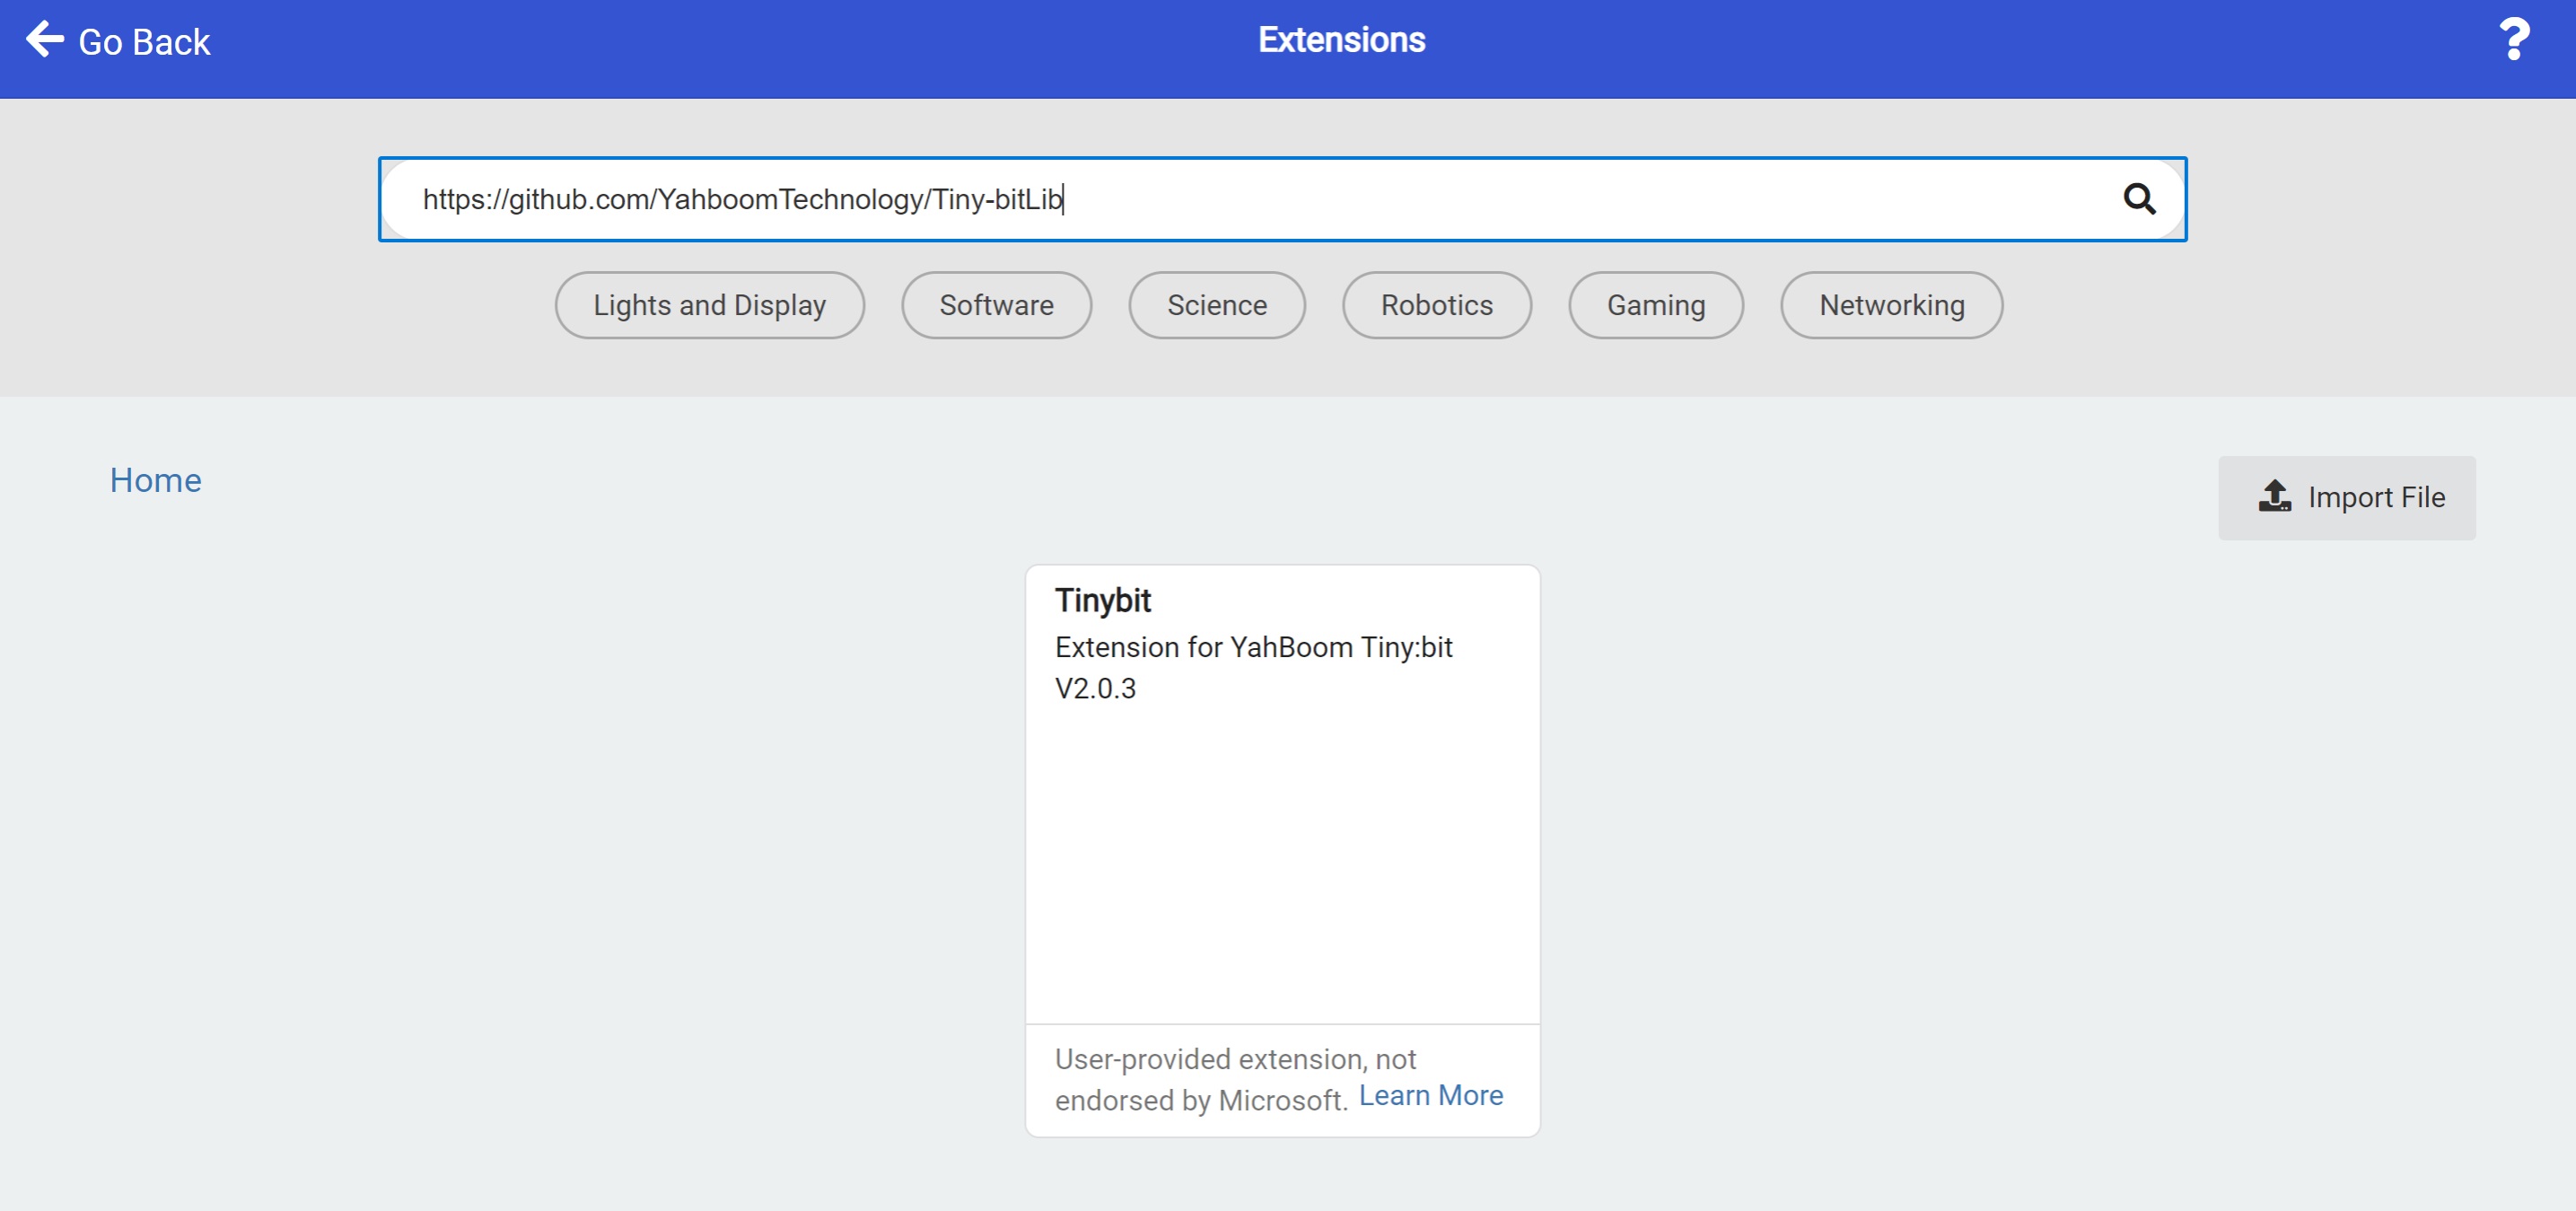 Go Back
Extensions
?
https://github.com/YahboomTechnology/Tiny-bitLib
Lights and Display
Software
Science
Robotics
Gaming
Networking
Home
Import File
Tinybit
Extension for YahBoom Tiny:bit
V2.0.3
User-provided extension, not
endorsed by Microsoft. Learn More